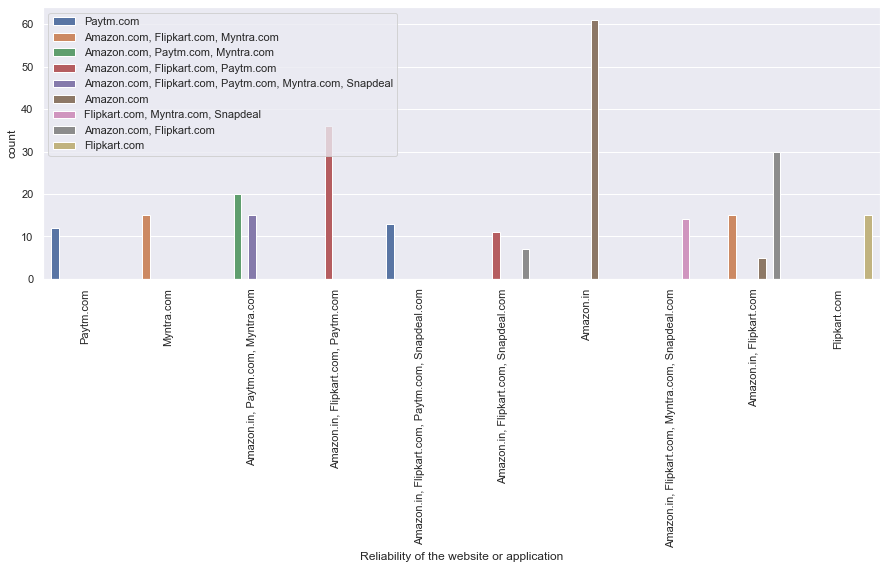 Paytm.com
Amazon.com, Flipkart.com, Myntra.com
Amazon.com, Paytm.com, Myntra.com
Amazon.com, Flipkart.com, Paytm.com
Amazon.com, Flipkart.com, Paytm.com, Myntra.com, Snapdeal
Amazon.com
Flipkart.com, Myntra.com, Snapdeal
Amazon.com, Flipkart.com
Flipkart.com
60
50
40
30
20
10
0
count
Paytm.com
Myntra.com
Amazon.in, Paytm.com, Myntra.com
Amazon.in, Flipkart.com, Paytm.com
Amazon.in, Flipkart.com, Paytm.com, Snapdeal.com
Amazon.in, Flipkart.com, Snapdeal.com
Amazon.in
Amazon.in, Flipkart.com, Myntra.com, Snapdeal.com
Amazon.in, Flipkart.com
Flipkart.com
Reliability of the website or application